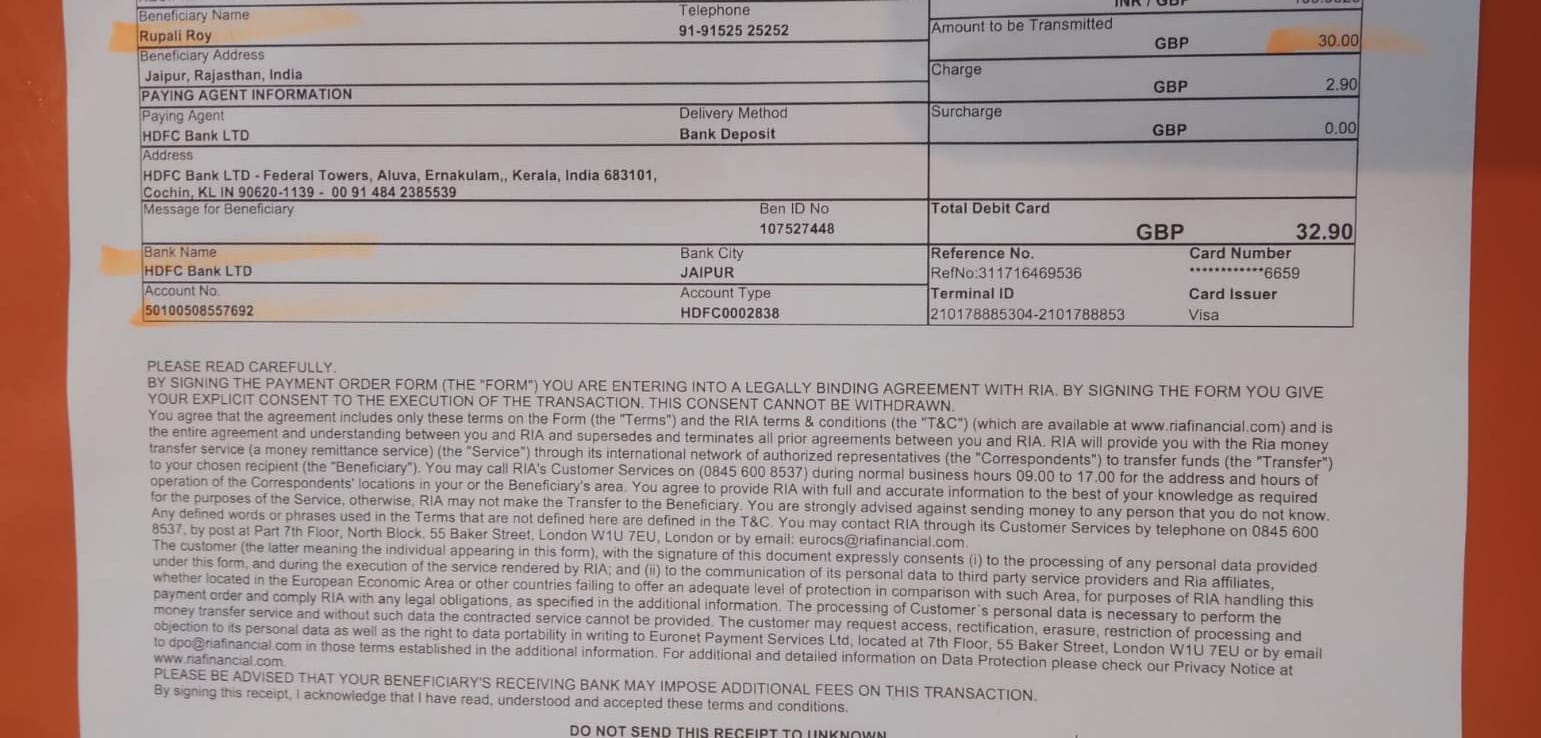 INR / GBP
Beneficiary Name
Telephone
Rupali Roy
91-91525 25252
Amount to be Transmitted
GBP 30.00
Beneficiary Address
Jaipur, Rajasthan, India
Charge
GBP 2.90
PAYING AGENT INFORMATION
Paying Agent
Delivery Method
Surcharge
HDFC Bank LTD
Bank Deposit
GBP 0.00
Address
HDFC Bank LTD - Federal Towers, Aluva, Ernakulam,, Kerala, India 683101,
Cochin, KL IN 90620-1139 - 00 91 484 2385539
Message for Beneficiary
Ben ID No
Total Debit Card
107527448
GBP 32.90
Bank Name
Bank City
Reference No.
Card Number
HDFC Bank LTD
JAIPUR
RefNo:311716469536
************6659
Account No.
Account Type
Terminal ID
Card Issuer
50100508557692
HDFC0002838
210178885304-2101788853
Visa
PLEASE READ CAREFULLY.
BY SIGNING THE PAYMENT ORDER FORM (THE "FORM") YOU ARE ENTERING INTO A LEGALLY BINDING AGREEMENT WITH RIA. BY SIGNING THE FORM YOU GIVE
YOUR EXPLICIT CONSENT TO THE EXECUTION OF THE TRANSACTION. THIS CONSENT CANNOT BE WITHDRAWN.
You agree that the agreement includes only these terms on the Form (the "Terms") and the RIA terms & conditions (the "T&C") (which are available at www.riafinancial.com) and is
the entire agreement and understanding between you and RIA and supersedes and terminates all prior agreements between you and RIA. RIA will provide you with the Ria money
transfer service (a money remittance service) (the "Service") through its international network of authorized representatives (the "Correspondents") to transfer funds (the "Transfer")
to your chosen recipient (the "Beneficiary"). You may call RIA's Customer Services on (0845 600 8537) during normal business hours 09.00 to 17.00 for the address and hours of
operation of the Correspondents' locations in your or the Beneficiary's area. You agree to provide RIA with full and accurate information to the best of your knowledge as required
for the purposes of the Service, otherwise, RIA may not make the Transfer to the Beneficiary. You are strongly advised against sending money to any person that you do not know.
Any defined words or phrases used in the Terms that are not defined here are defined in the T&C. You may contact RIA through its Customer Services by telephone on 0845 600
8537, by post at Part 7th Floor, North Block. 55 Baker Street, London W1U 7EU, London or by email: eurocs@riafinancial.com.
The customer (the latter meaning the individual appearing in this form), with the signature of this document expressly consents (i) to the processing of any personal data provided
under this form, and during the execution of the service rendered by RIA; and (ii) to the communication of its personal data to third party service providers and Ria affiliates,
whether located in the European Economic Area or other countries failing to offer an adequate level of protection in comparison with such Area, for purposes of RIA handling this
payment order and comply RIA with any legal obligations, as specified in the additional information. The processing of Customer´s personal data is necessary to perform the
money transfer service and without such data the contracted service cannot be provided. The customer may request access, rectification, erasure, restriction of processing and
objection to its personal data as well as the right to data portability in writing to Euronet Payment Services Ltd, located at 7th Floor, 55 Baker Street, London W1U 7EU or by email
to dpo@riafinancial.com in those terms established in the additional information. For additional and detailed information on Data Protection please check our Privacy Notice at
www.riafinancial.com.
PLEASE BE ADVISED THAT YOUR BENEFICIARY'S RECEIVING BANK MAY IMPOSE ADDITIONAL FEES ON THIS TRANSACTION.
By signing this receipt, I acknowledge that I have read, understood and accepted these terms and conditions.
DO NOT SEND THIS RECEIPT TO UNKNOWN